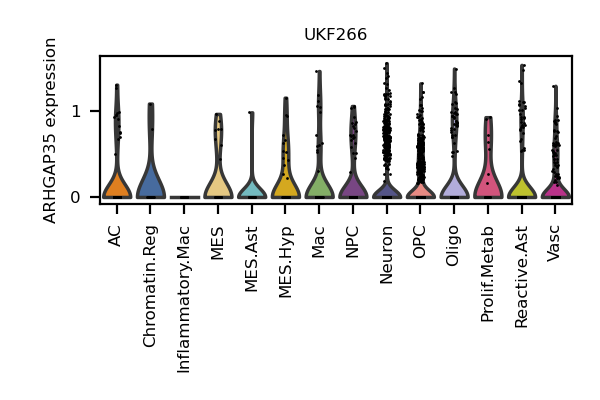 UKF266
ARHGAP35 expression
1
0
AC
Chromatin.Reg
Inflammatory.Mac
MES
MES.Ast
MES.Hyp
Mac
NPC
Neuron
OPC
Oligo
Prolif.Metab
Reactive.Ast
Vasc